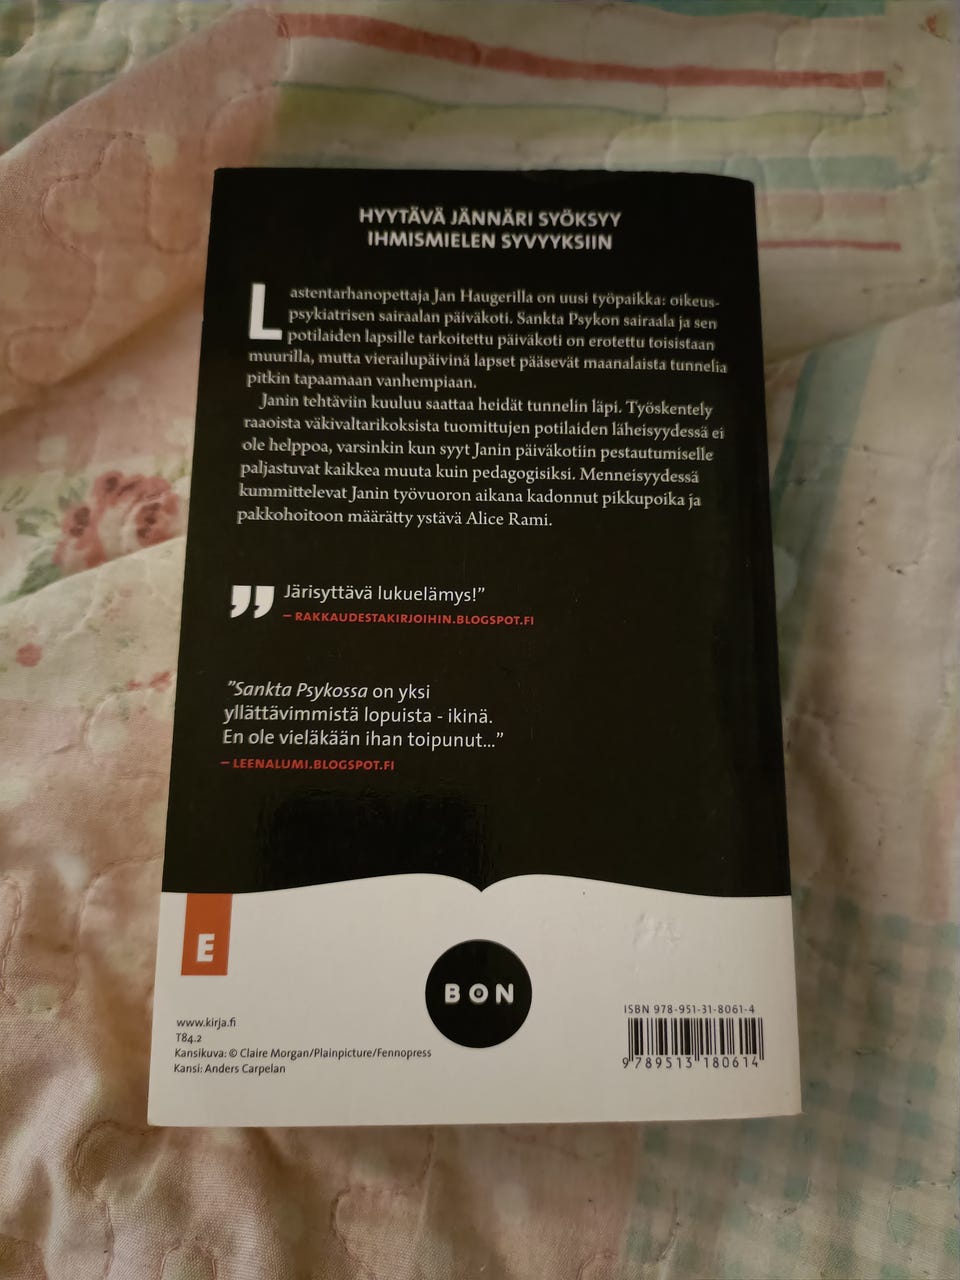 HYYTÄVÄ JÄNNÄRI SYÖKSYY
IHMISMIELEN SYVYYKSIIN
Lastentarhanopettaja Jan Haugerilla on uusi työpaikka: oikeus-
psykiatrisen sairaalan päiväkoti. Sankta Psykon sairaala ja sen
potilaiden lapsille tarkoitettu päiväkoti on erotettu toisistaan
muurilla, mutta vierailupäivinä lapset pääsevät maanalaista tunnelia
pitkin tapaamaan vanhempiaan.
Janin tehtäviin kuuluu saattaa heidät tunnelin läpi. Työskentely
raaoista väkivaltarikoksista tuomittujen potilaiden läheisyydessä ei
ole helppoa, varsinkin kun syyt Janin päiväkotiin pestautumiselle
paljastuvat kaikkea muuta kuin pedagogisiksi. Menneisyydessä
kummittelevat Janin työvuoron aikana kadonnut pikkupoika ja
pakkohoitoon määrätty ystävä Alice Rami.
” Järisyttävä lukuelämys!”
– RAKKAUDESTAKIRJOIHIN.BLOGSPOT.FI
”Sankta Psykossa on yksi
yllättävimmistä lopuista - ikinä.
En ole vieläkään ihan toipunut...”
– LEENALUMI.BLOGSPOT.FI
E
BON
www.kirja.fi
T84.2
Kansikuva: © Claire Morgan/Plainpicture/Fennopress
Kansi: Anders Carpelan
ISBN 978-951-31-8061-4
9 789513 180614